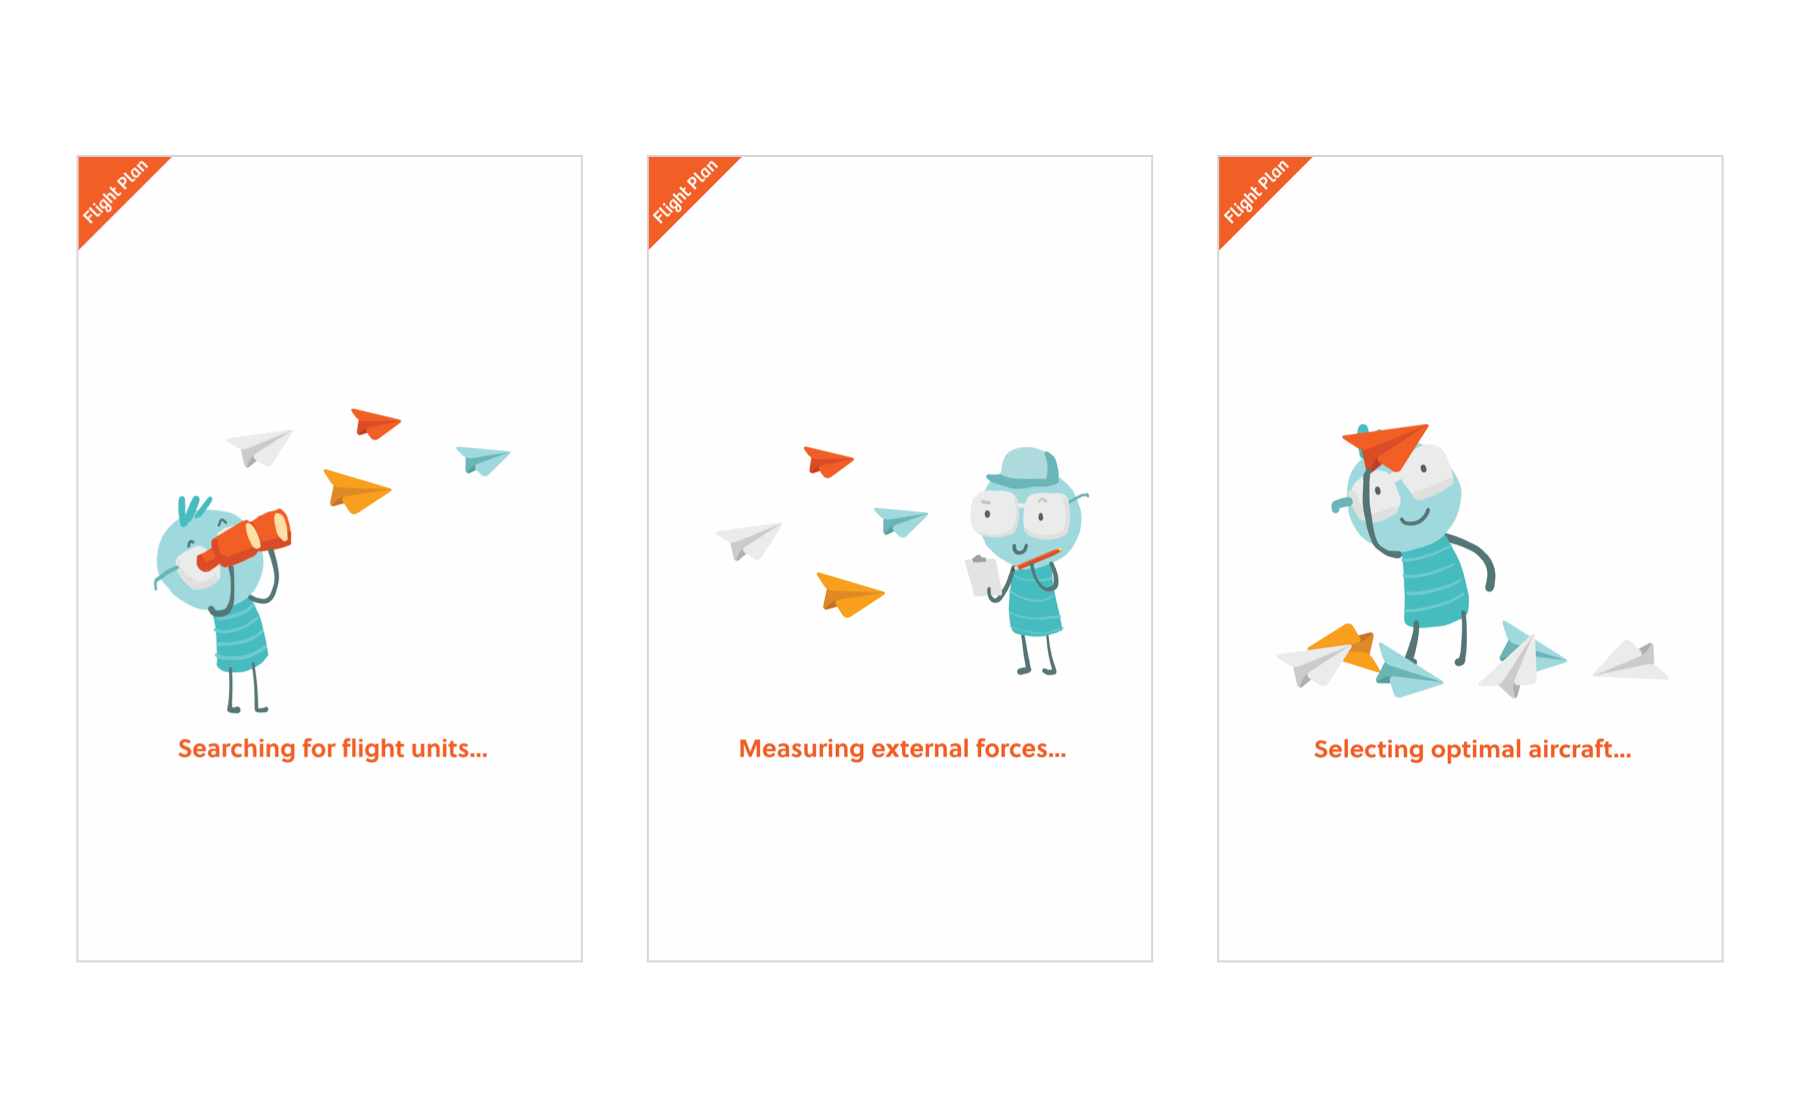 Flight Plan
Searching for flight units...
Flight Plan
Measuring external forces...
Flight Plan
Selecting optimal aircraft...